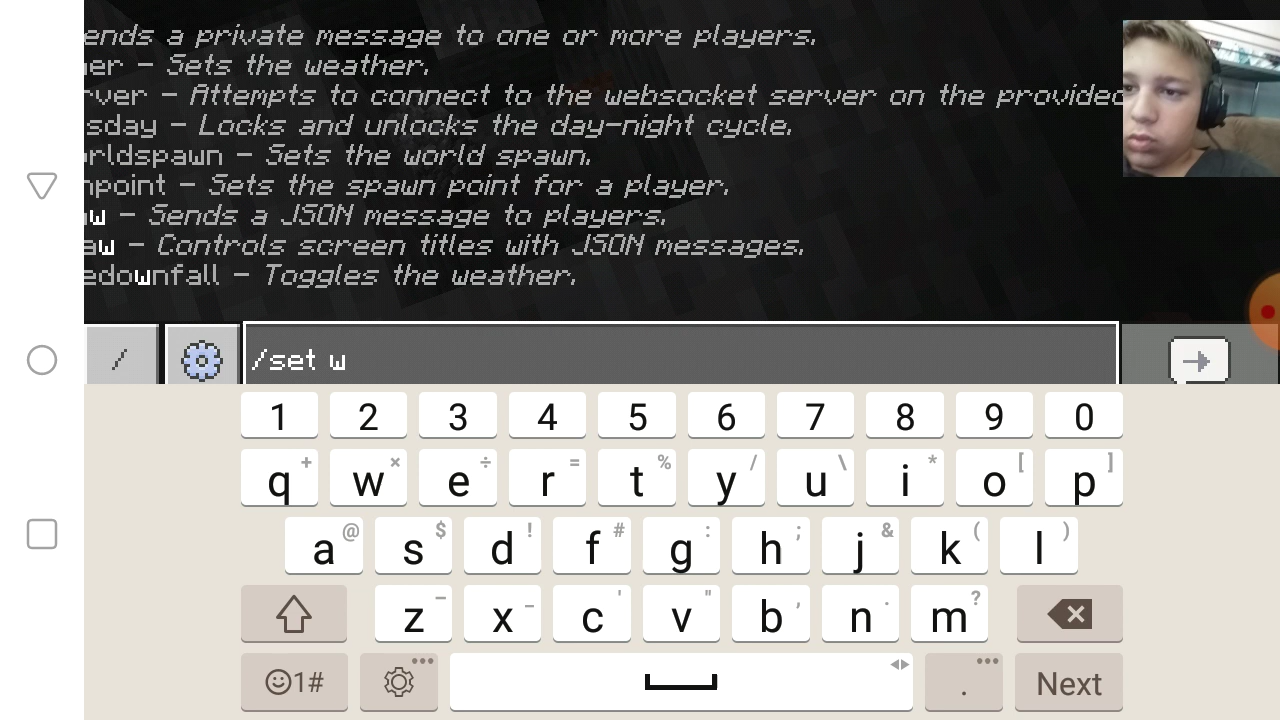 ends a private message to one or more players.
er - Sets the weather.
rver - Attempts to connect to the websocket server on the provided
sday - Locks and unlocks the day-night cycle.
rldspawn - Sets the world spawn.
npoint - Sets the spawn point for a player.
w - Sends a JSON message to players.
aw - Controls screen titles with JSON messages.
edownfall - Toggles the weather.
/ /set w
1 2 3 4 5 6 7 8 9 0
q + w × e ÷ r = t % y / u \ i * o [ p ]
a @ s $ d ! f # g : h ; j & k ( l )
z - x - c ' v " b , n . m ?
1# . Next